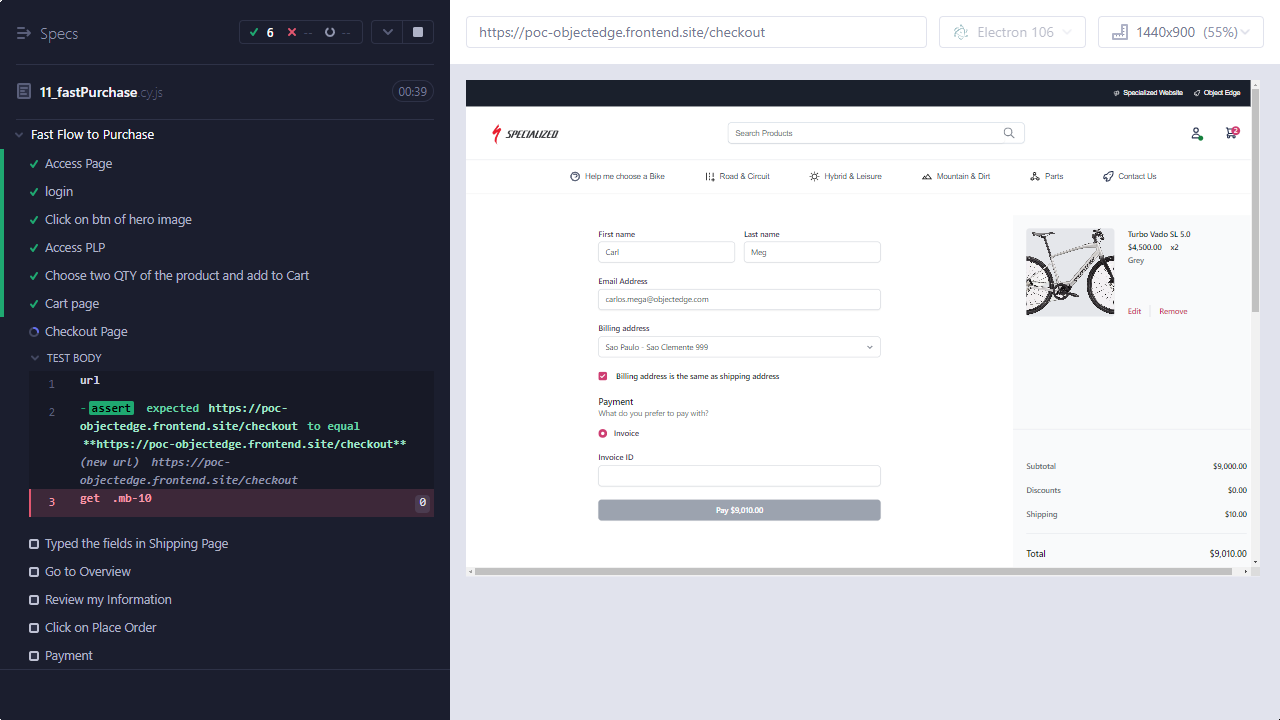 Specs
6
--
--
11_fastPurchase cy.js
00:39
Fast Flow to Purchase
Access Page
login
Click on btn of hero image
Access PLP
Choose two QTY of the product and add to Cart
Cart page
Checkout Page
TEST BODY
1 url
2 -assert expected https://poc-
objectedge.frontend.site/checkout to equal
**https://poc-objectedge.frontend.site/checkout**
(new url) https://poc-
objectedge.frontend.site/checkout
3 get .mb-10 0
Typed the fields in Shipping Page
Go to Overview
Review my Information
Click on Place Order
Payment
https://poc-objectedge.frontend.site/checkout
Electron 106
1440x900 (55%)
Specialized Website
Object Edge
SPECIALIZED
Search Products
2
Help me choose a Bike
Road & Circuit
Hybrid & Leisure
Mountain & Dirt
Parts
Contact Us
First name
Last name
Carl
Meg
Email Address
carlos.mega@objectedge.com
Billing address
Sao Paulo - Sao Clemente 999
Billing address is the same as shipping address
Payment
What do you prefer to pay with?
Invoice
Invoice ID
Pay $9,010.00
Turbo Vado SL 5.0
$4,500.00 x2
Grey
Edit
Remove
Subtotal $9,000.00
Discounts $0.00
Shipping $10.00
Total $9,010.00